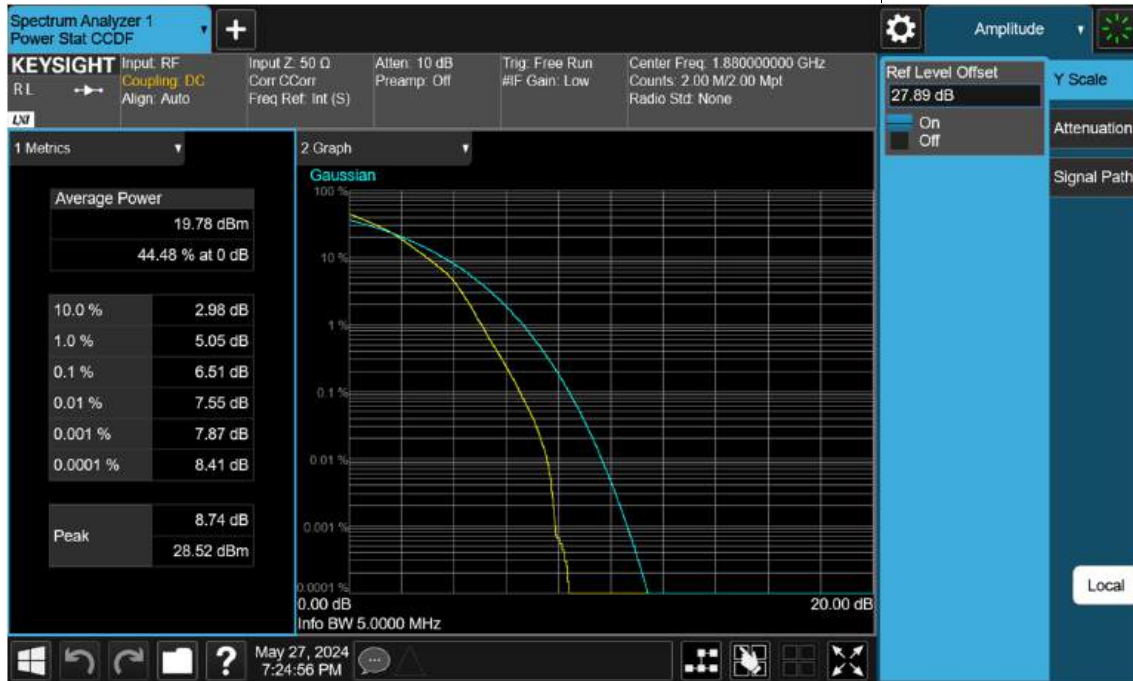 Spectrum Analyzer 1
Power Stat CCDF
+
Amplitude
KEYSIGHT
R L
LXI
Input: RF
Coupling: DC
Align: Auto
Input Z: 50 Ω
Corr CCorr
Freq Ref: Int (S)
Atten: 10 dB
Preamp: Off
Trig: Free Run
#IF Gain: Low
Center Freq: 1.880000000 GHz
Counts: 2.00 M/2.00 Mpt
Radio Std: None
Ref Level Offset
27.89 dB
On
Off
Y Scale
Attenuation
Signal Path
Local
1 Metrics
Average Power
19.78 dBm
44.48 % at 0 dB
10.0 % 2.98 dB
1.0 % 5.05 dB
0.1 % 6.51 dB
0.01 % 7.55 dB
0.001 % 7.87 dB
0.0001 % 8.41 dB
Peak 8.74 dB
28.52 dBm
2 Graph
Gaussian
100 %
10 %
1 %
0.1 %
0.01 %
0.001 %
0.0001 %
0.00 dB 20.00 dB
Info BW 5.0000 MHz
?
May 27, 2024
7:24:56 PM